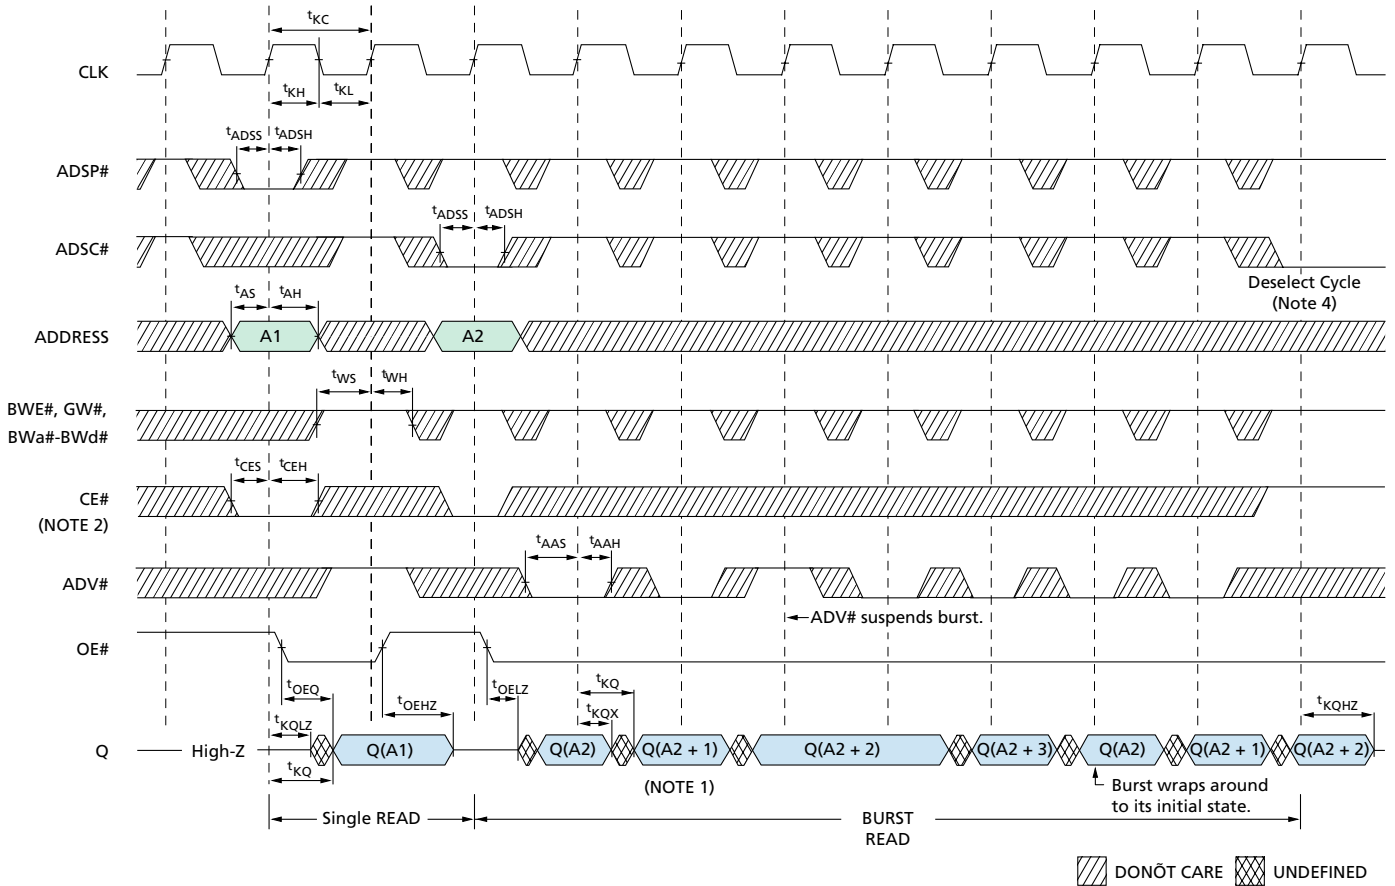 tKC
CLK
tKH
tKL
tADSS
tADSH
ADSP#
tADSS
tADSH
ADSC#
Deselect Cycle
(Note 4)
tAS
tAH
ADDRESS
A1
A2
tWS
tWH
BWE#, GW#,
BWa#-BWd#
tCES
tCEH
CE#
(NOTE 2)
tAAS
tAAH
ADV#
ADV# suspends burst.
OE#
tOEQ
tOEHZ
tOELZ
tKQ
tKQX
tKQHZ
tKQLZ
Q
High-Z
Q(A1)
Q(A2)
Q(A2 + 1)
Q(A2 + 2)
Q(A2 + 3)
Q(A2)
Q(A2 + 1)
Q(A2 + 2)
tKQ
(NOTE 1)
Burst wraps around
to its initial state.
Single READ
BURST
READ
DONÕT CARE
UNDEFINED